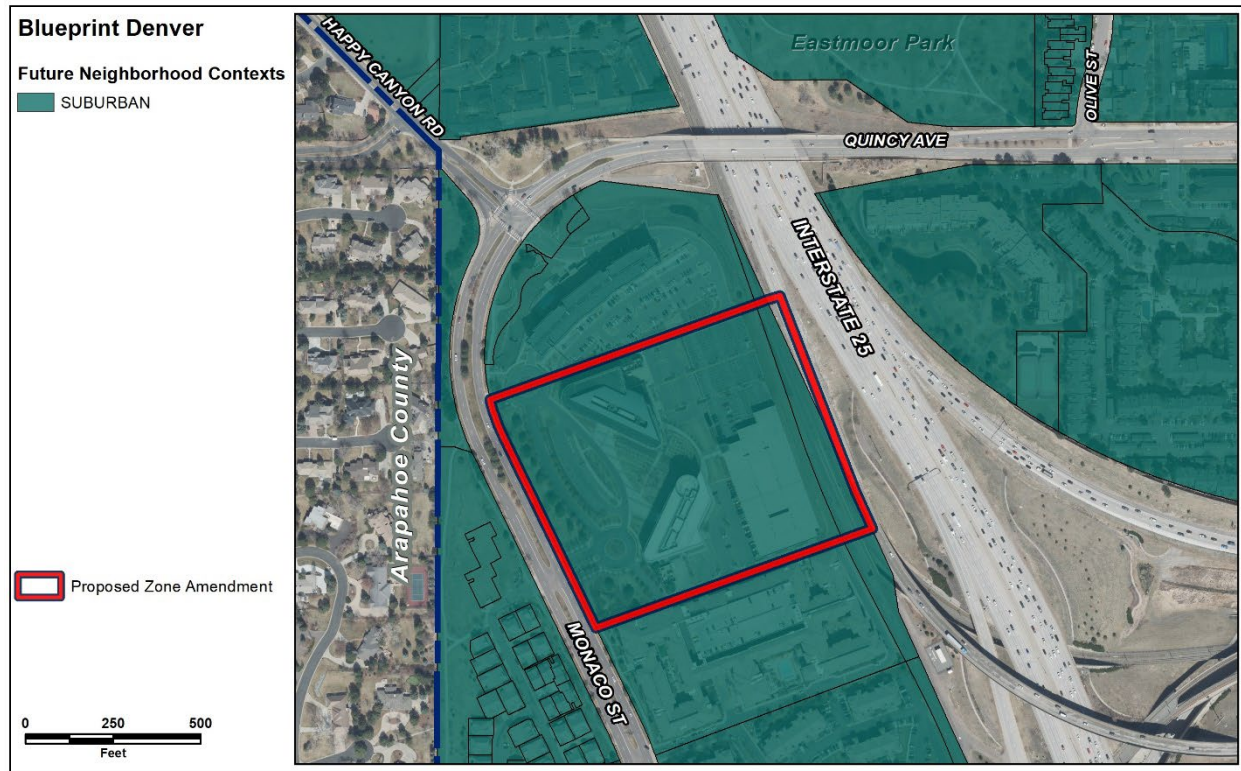 Blueprint Denver
Future Neighborhood Contexts
SUBURBAN
Proposed Zone Amendment
0 250 500
Feet
HAPPY CANYON RD
Eastmoor Park
OLIVE ST
QUINCY AVE
INTERSTATE 25
Arapahoe County
MONACO ST